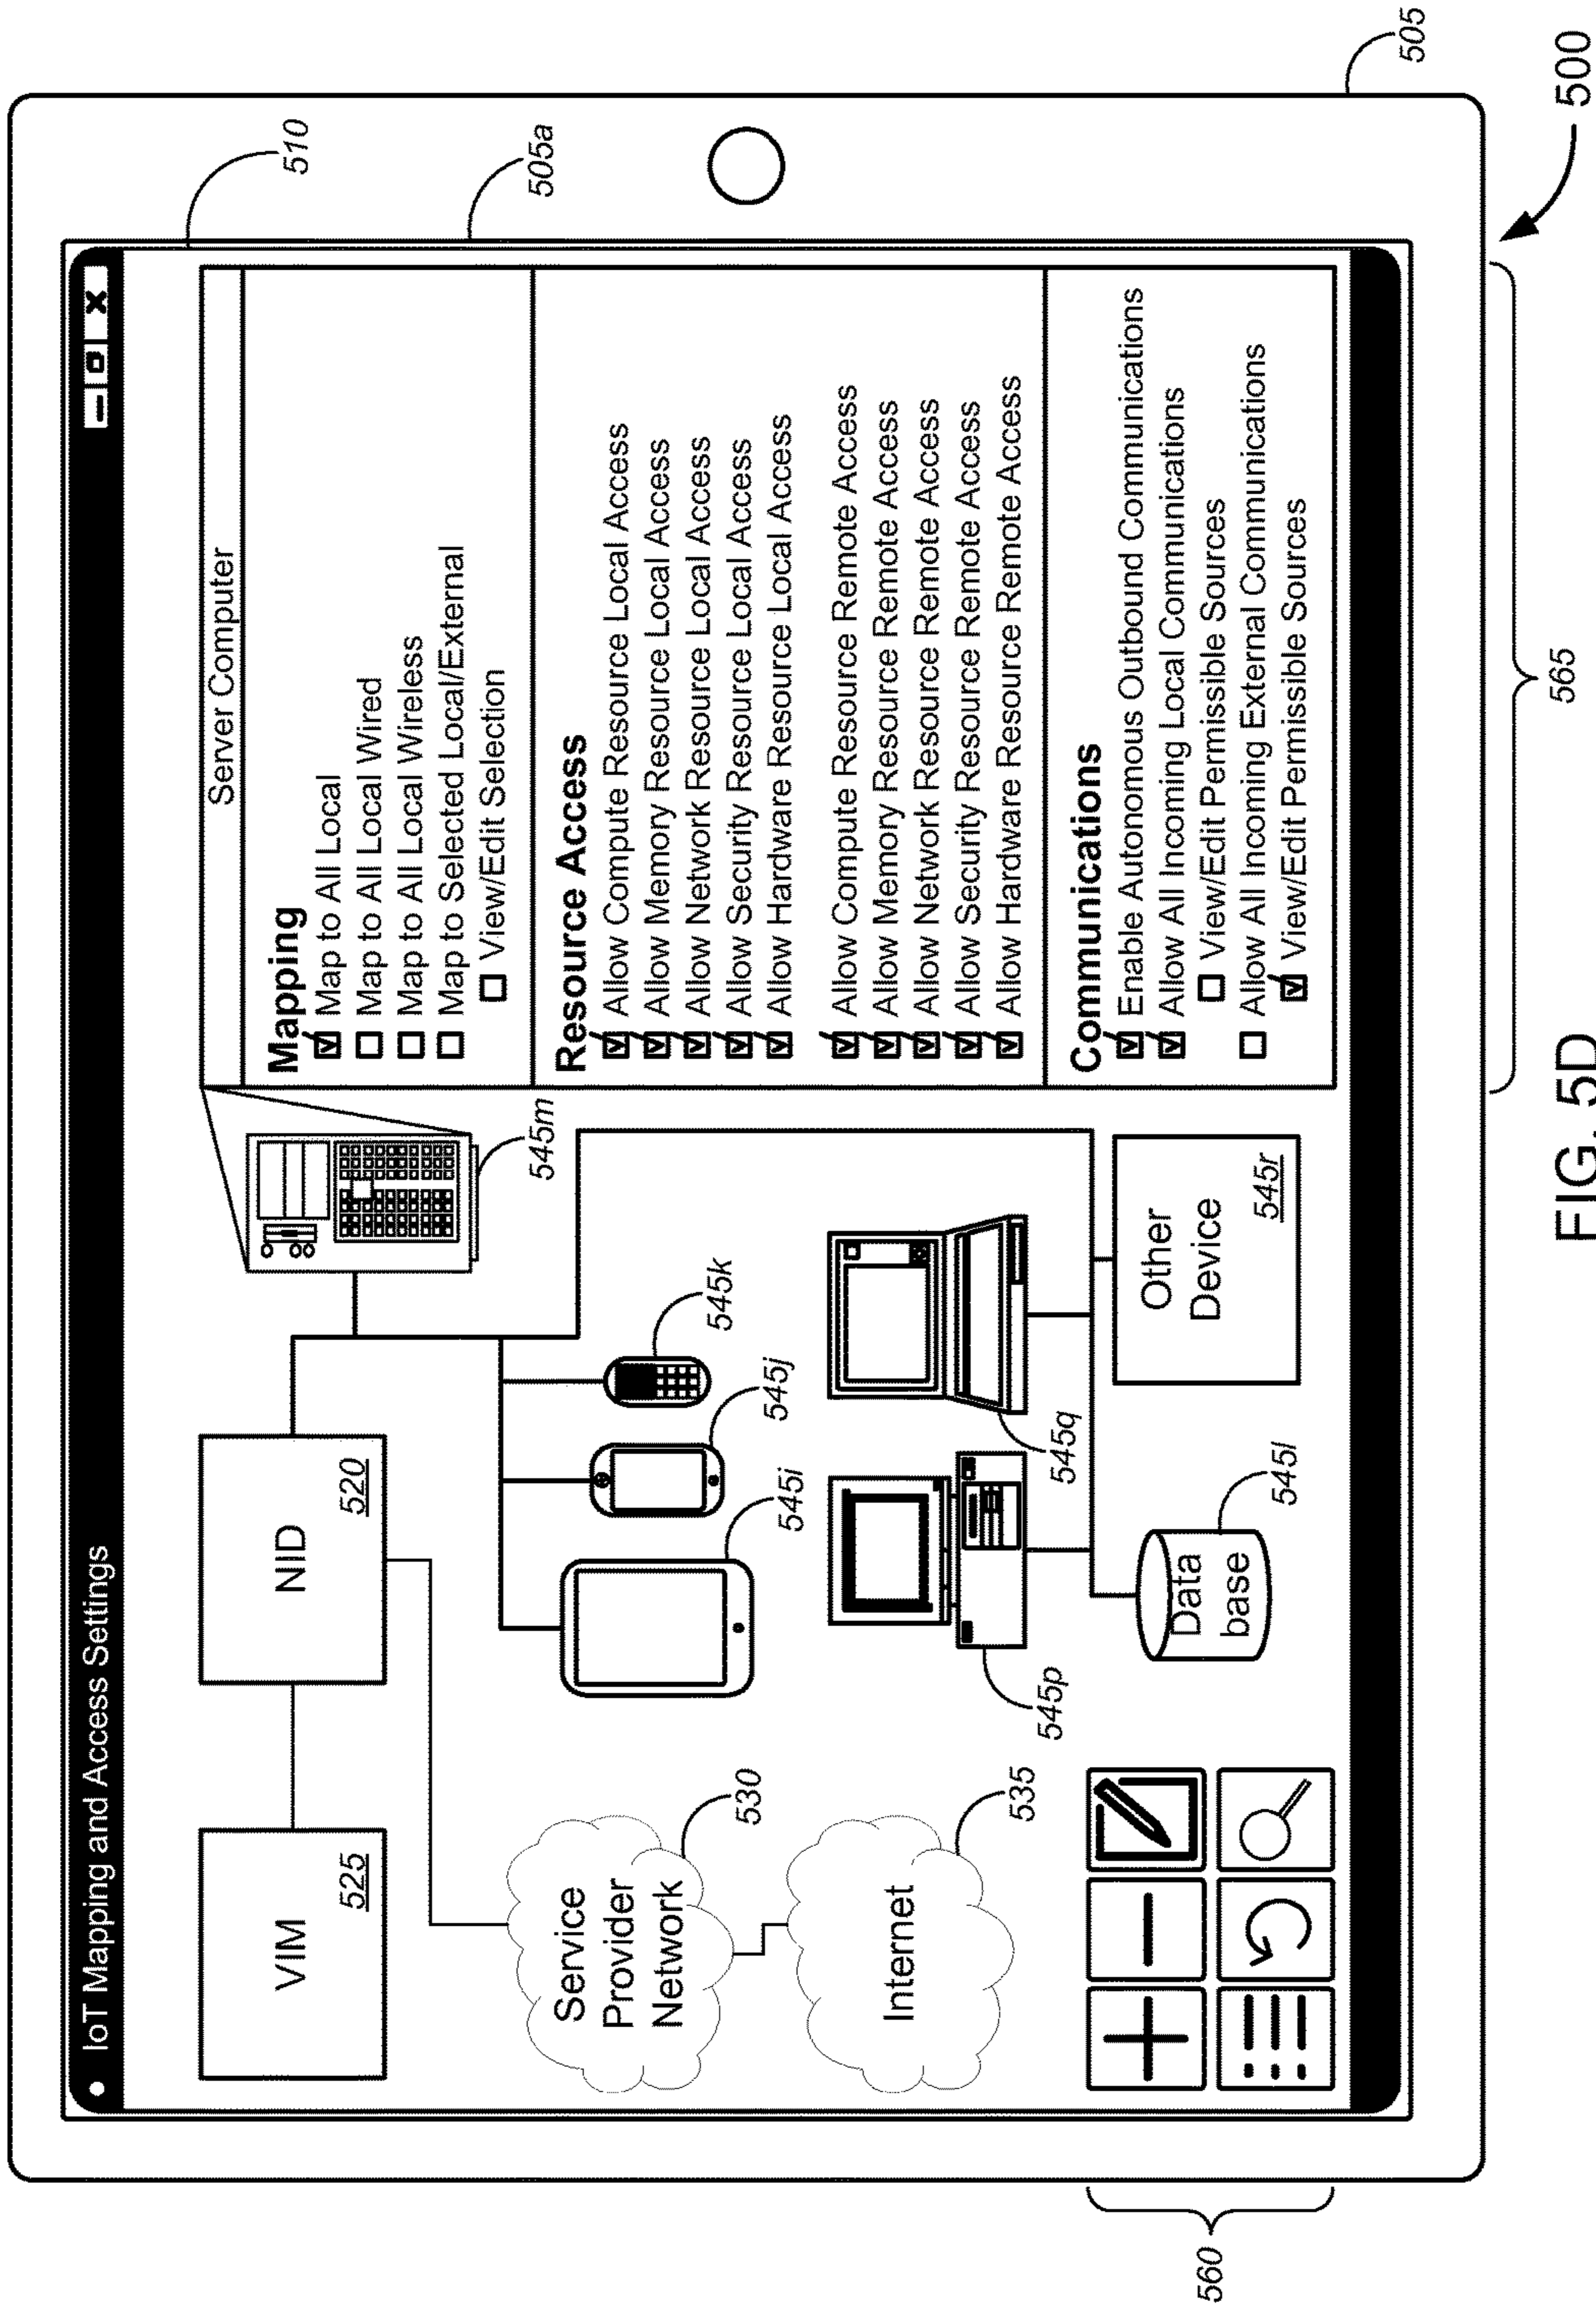 IoT Mapping and Access Settings
VIM
525
NID
520
Service
Provider
Network
530
Internet
535
545i
545j
545k
545m
545p
545q
Data
base
545l
Other
Device
545r
Server Computer
Mapping
Map to All Local
Map to All Local Wired
Map to All Local Wireless
Map to Selected Local/External
View/Edit Selection
Resource Access
Allow Compute Resource Local Access
Allow Memory Resource Local Access
Allow Network Resource Local Access
Allow Security Resource Local Access
Allow Hardware Resource Local Access
Allow Compute Resource Remote Access
Allow Memory Resource Remote Access
Allow Network Resource Remote Access
Allow Security Resource Remote Access
Allow Hardware Resource Remote Access
Communications
Enable Autonomous Outbound Communications
Allow All Incoming Local Communications
View/Edit Permissible Sources
Allow All Incoming External Communications
View/Edit Permissible Sources
510
505a
505
560
565
500
FIG. 5D